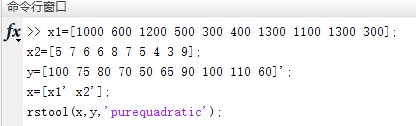 命令行窗口
fx >> x1=[1000 600 1200 500 300 400 1300 1100 1300 300];
x2=[5 7 6 6 8 7 5 4 3 9];
y=[100 75 80 70 50 65 90 100 110 60]';
x=[x1' x2'];
rstool(x,y,'purequadratic');